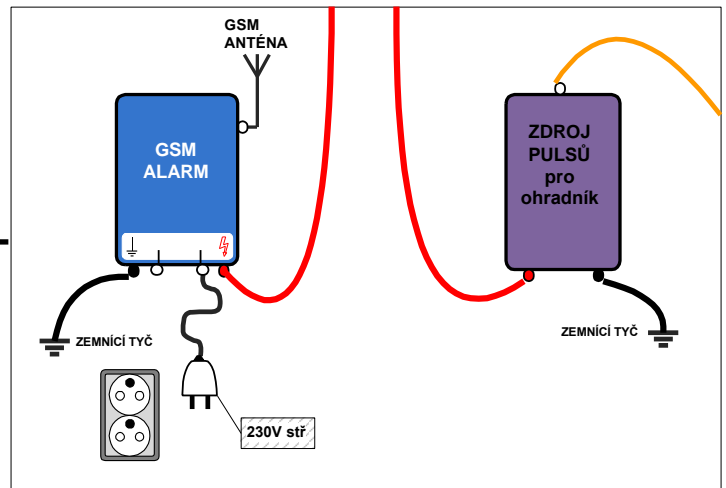 GSM
ANTÉNA
GSM
ALARM
ZDROJ
PULSŮ
pro
ohradník
ZEMNÍCÍ TYČ
ZEMNÍCÍ TYČ
230V stř